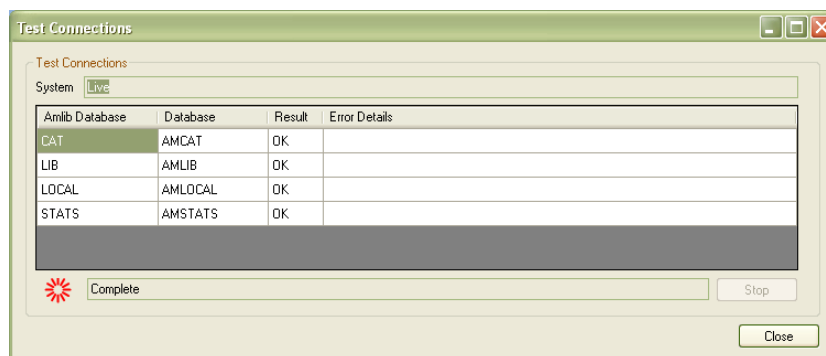 Test Connections
Test Connections
System Live
Amlib Database Database Result Error Details
CAT AMCAT OK
LIB AMLIB OK
LOCAL AMLOCAL OK
STATS AMSTATS OK
Complete Stop
Close